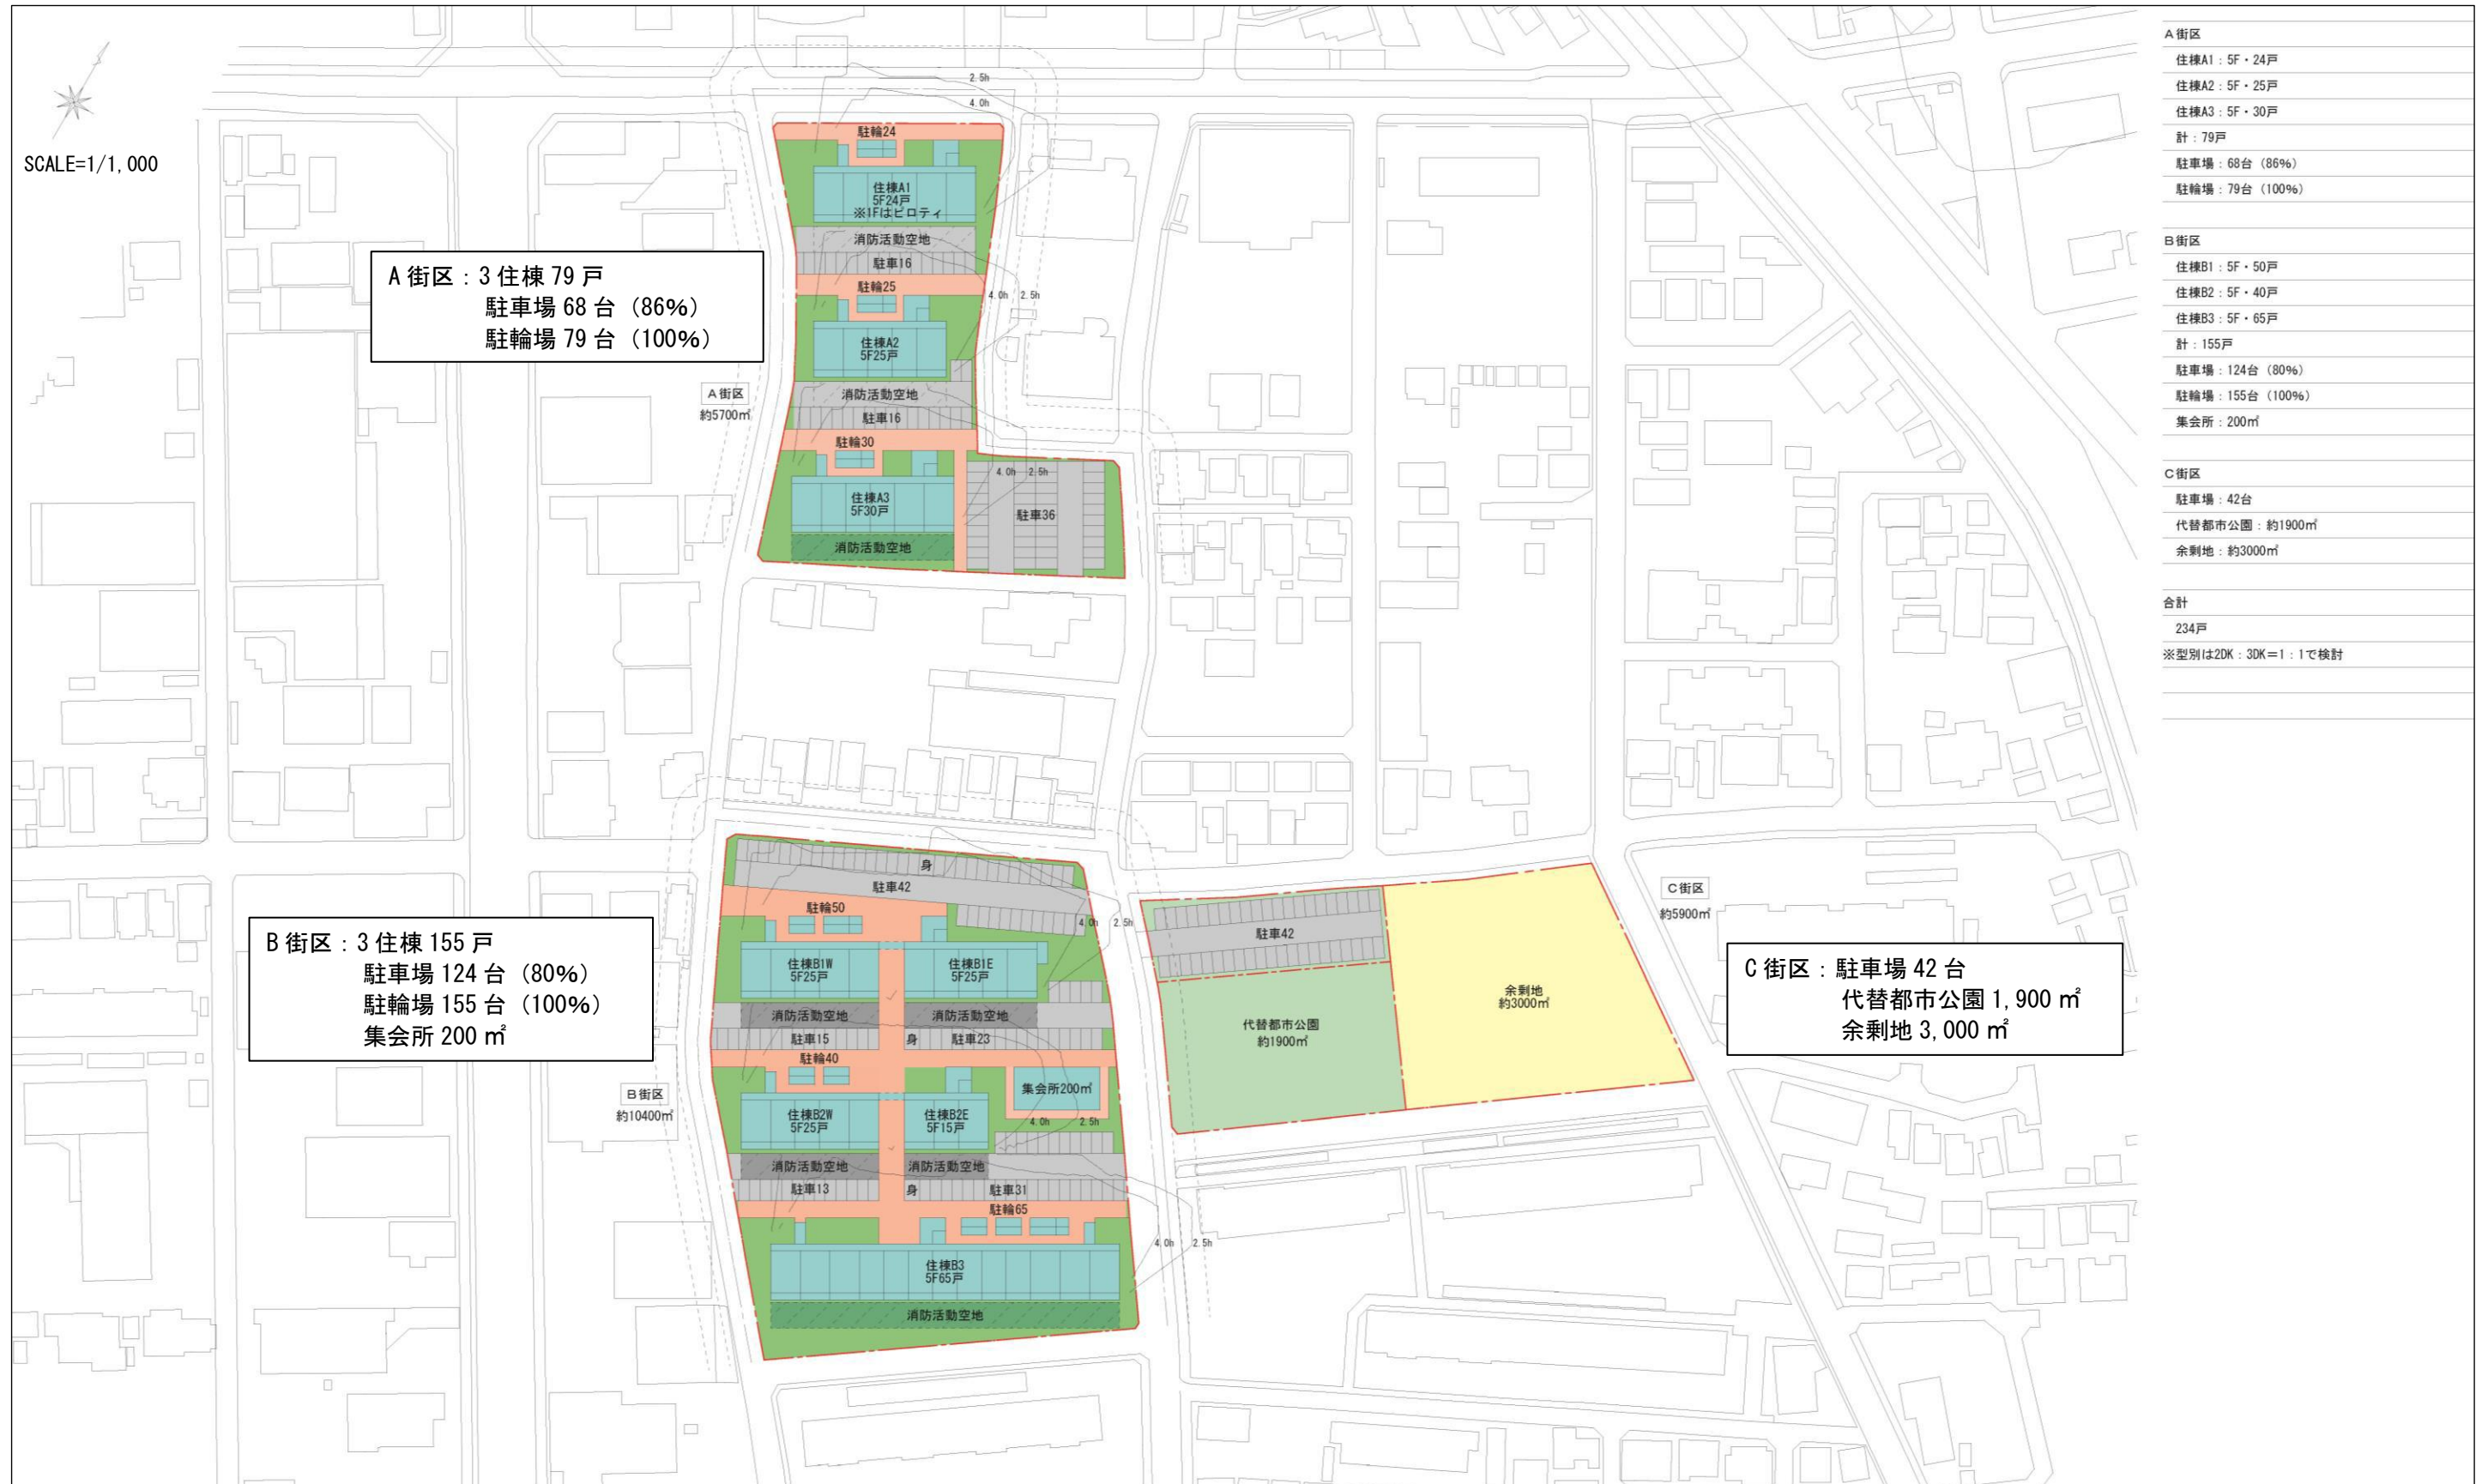 SCALE=1/1,000
A街区：3住棟79戸
駐車場68台（86%）
駐輪場79台（100%）
A街区
約5700㎡
2.5h
4.0h
駐輪24
住棟A1
5F24戸
※1Fはピロティ
消防活動空地
駐車16
駐輪25
4.0h 2.5h
住棟A2
5F25戸
消防活動空地
駐車16
駐輪30
4.0h 2.5h
住棟A3
5F30戸
駐車36
消防活動空地
B街区：3住棟155戸
駐車場124台（80%）
駐輪場155台（100%）
集会所200㎡
B街区
約10400㎡
身
駐車42
駐輪50
4.0h 2.5h
住棟B1W
5F25戸
住棟B1E
5F25戸
消防活動空地
消防活動空地
駐車15
身
駐車23
駐輪40
集会所200㎡
住棟B2W
5F25戸
住棟B2E
5F15戸
4.0h 2.5h
消防活動空地
消防活動空地
駐車13
身
駐車31
駐輪65
4.0h 2.5h
住棟B3
5F65戸
消防活動空地
駐車42
代替都市公園
約1900㎡
余剰地
約3000㎡
C街区
約5900㎡
C街区：駐車場42台
代替都市公園1,900㎡
余剰地3,000㎡
A街区
住棟A1：5F・24戸
住棟A2：5F・25戸
住棟A3：5F・30戸
計：79戸
駐車場：68台（86%）
駐輪場：79台（100%）
B街区
住棟B1：5F・50戸
住棟B2：5F・40戸
住棟B3：5F・65戸
計：155戸
駐車場：124台（80%）
駐輪場：155台（100%）
集会所：200㎡
C街区
駐車場：42台
代替都市公園：約1900㎡
余剰地：約3000㎡
合計
234戸
※型別は2DK：3DK＝1：1で検討